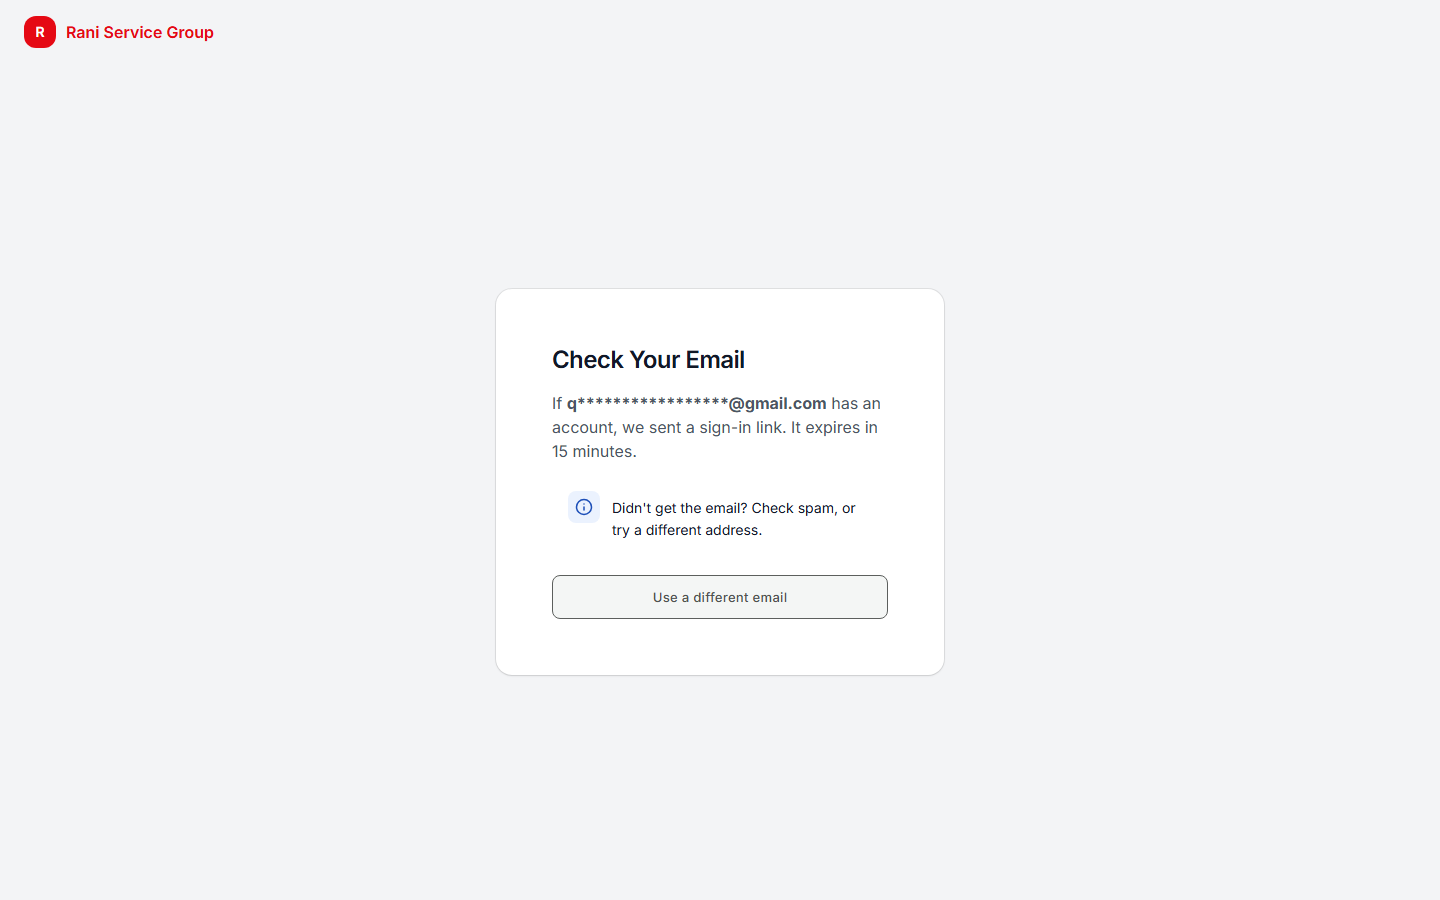 R Rani Service Group
Check Your Email
If q*****************@gmail.com has an
account, we sent a sign-in link. It expires in
15 minutes.
Didn't get the email? Check spam, or
try a different address.
Use a different email